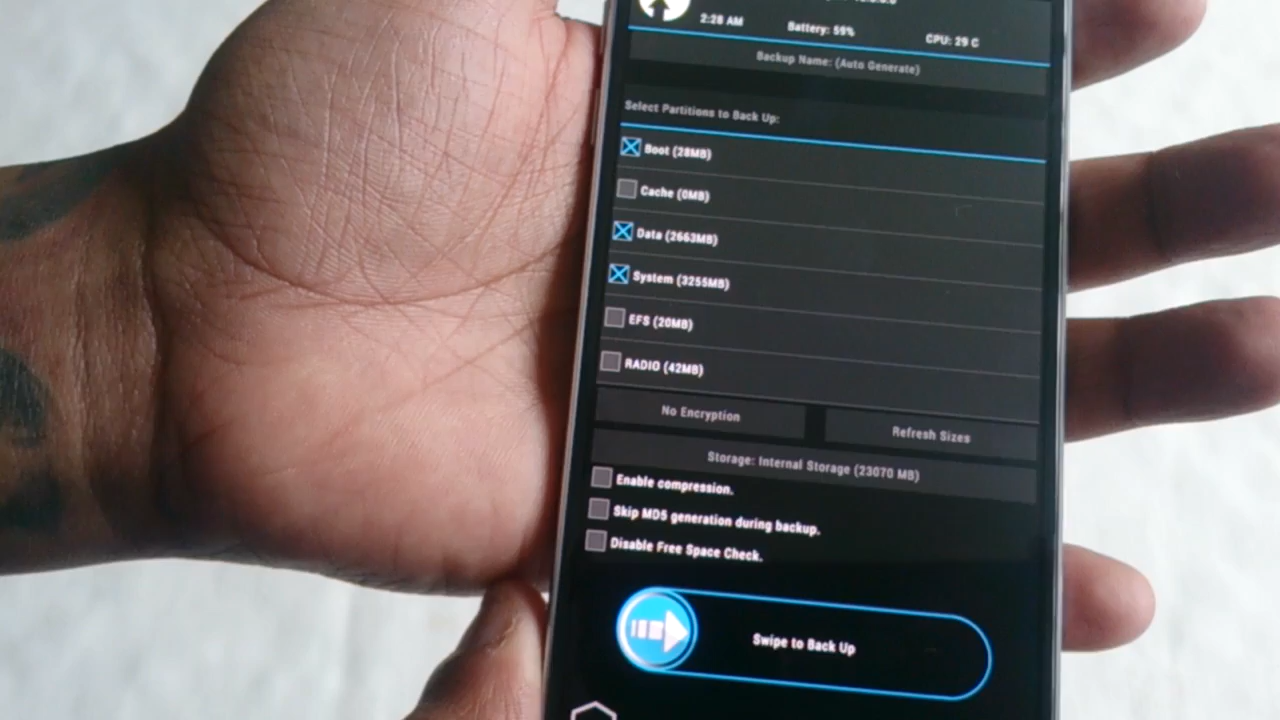 2:28 AM Battery: 59% CPU: 29 C
Backup Name: (Auto Generate)
Select Partitions to Back Up:
Boot (28MB)
Cache (0MB)
Data (2663MB)
System (3255MB)
EFS (20MB)
RADIO (42MB)
No Encryption Refresh Sizes
Storage: Internal Storage (23070 MB)
Enable compression.
Skip MD5 generation during backup.
Disable Free Space Check.
Swipe to Back Up